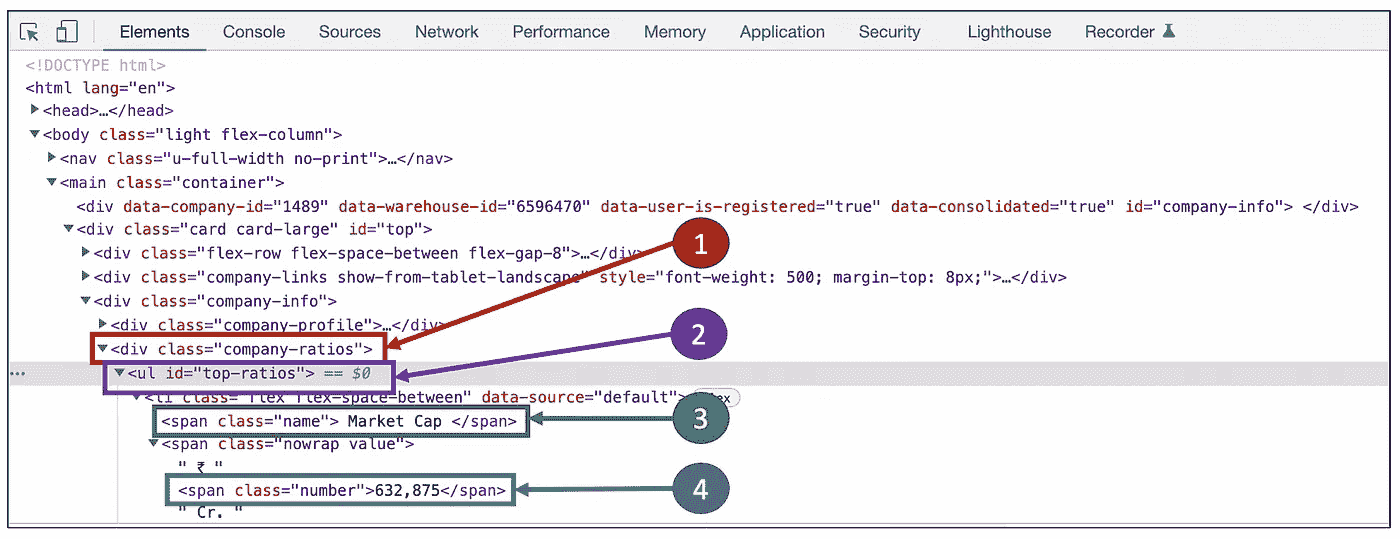 Elements Console Sources Network Performance Memory Application Security Lighthouse Recorder
<!DOCTYPE html>
<html lang="en">
<head>…</head>
<body class="light flex-column">
<nav class="u-full-width no-print">…</nav>
<main class="container">
<div data-company-id="1489" data-warehouse-id="6596470" data-user-is-registered="true" data-consolidated="true" id="company-info"> </div>
<div class="card card-large" id="top">
1
<div class="flex-row flex-space-between flex-gap-8">…</div>
<div class="company-links show-from-tablet-landscape" style="font-weight: 500; margin-top: 8px;">…</div>
<div class="company-info">
<div class="company-profile">…</div>
2
<div class="company-ratios">
… <ul id="top-ratios"> == $0
<li class="flex flex-space-between" data-source="default">
<span class="name"> Market Cap </span>
3
<span class="nowrap value">
" ₹ "
<span class="number">632,875</span>
4
" Cr. "